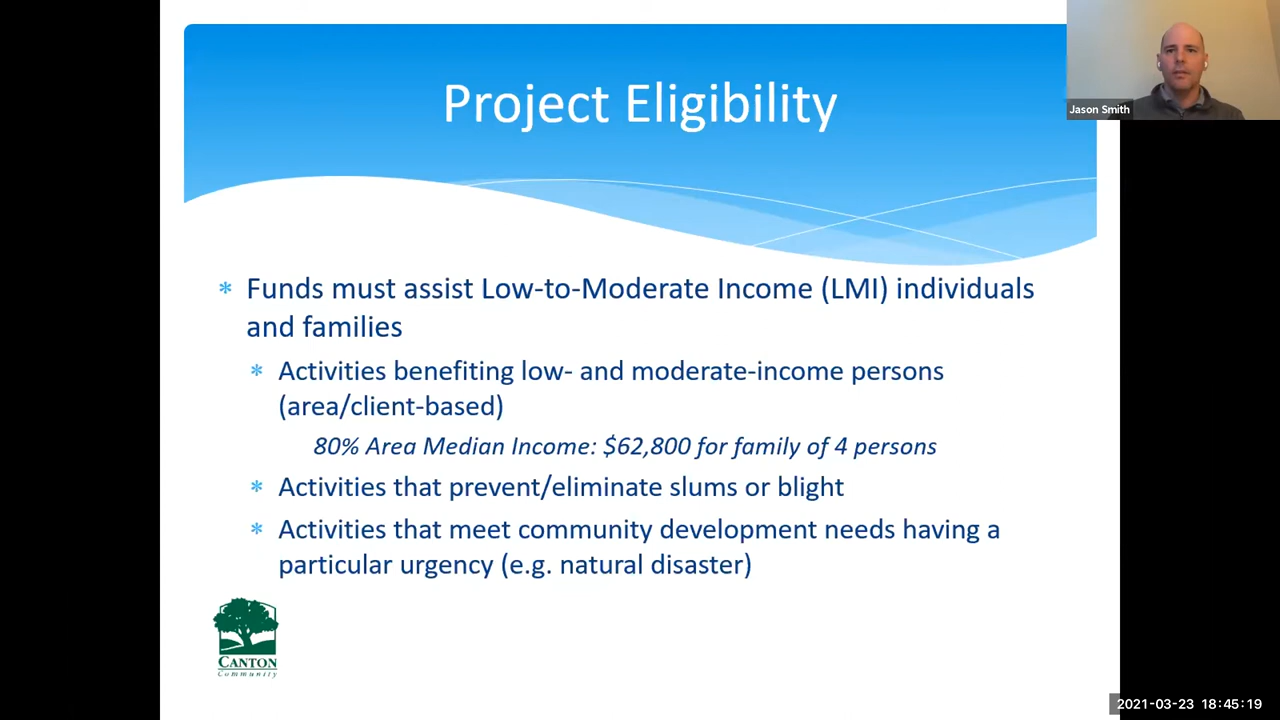 Project Eligibility
Jason Smith
* Funds must assist Low-to-Moderate Income (LMI) individuals
and families
* Activities benefiting low- and moderate-income persons
(area/client-based)
80% Area Median Income: $62,800 for family of 4 persons
* Activities that prevent/eliminate slums or blight
* Activities that meet community development needs having a
particular urgency (e.g. natural disaster)
CANTON
Community
2021-03-23 18:45:19